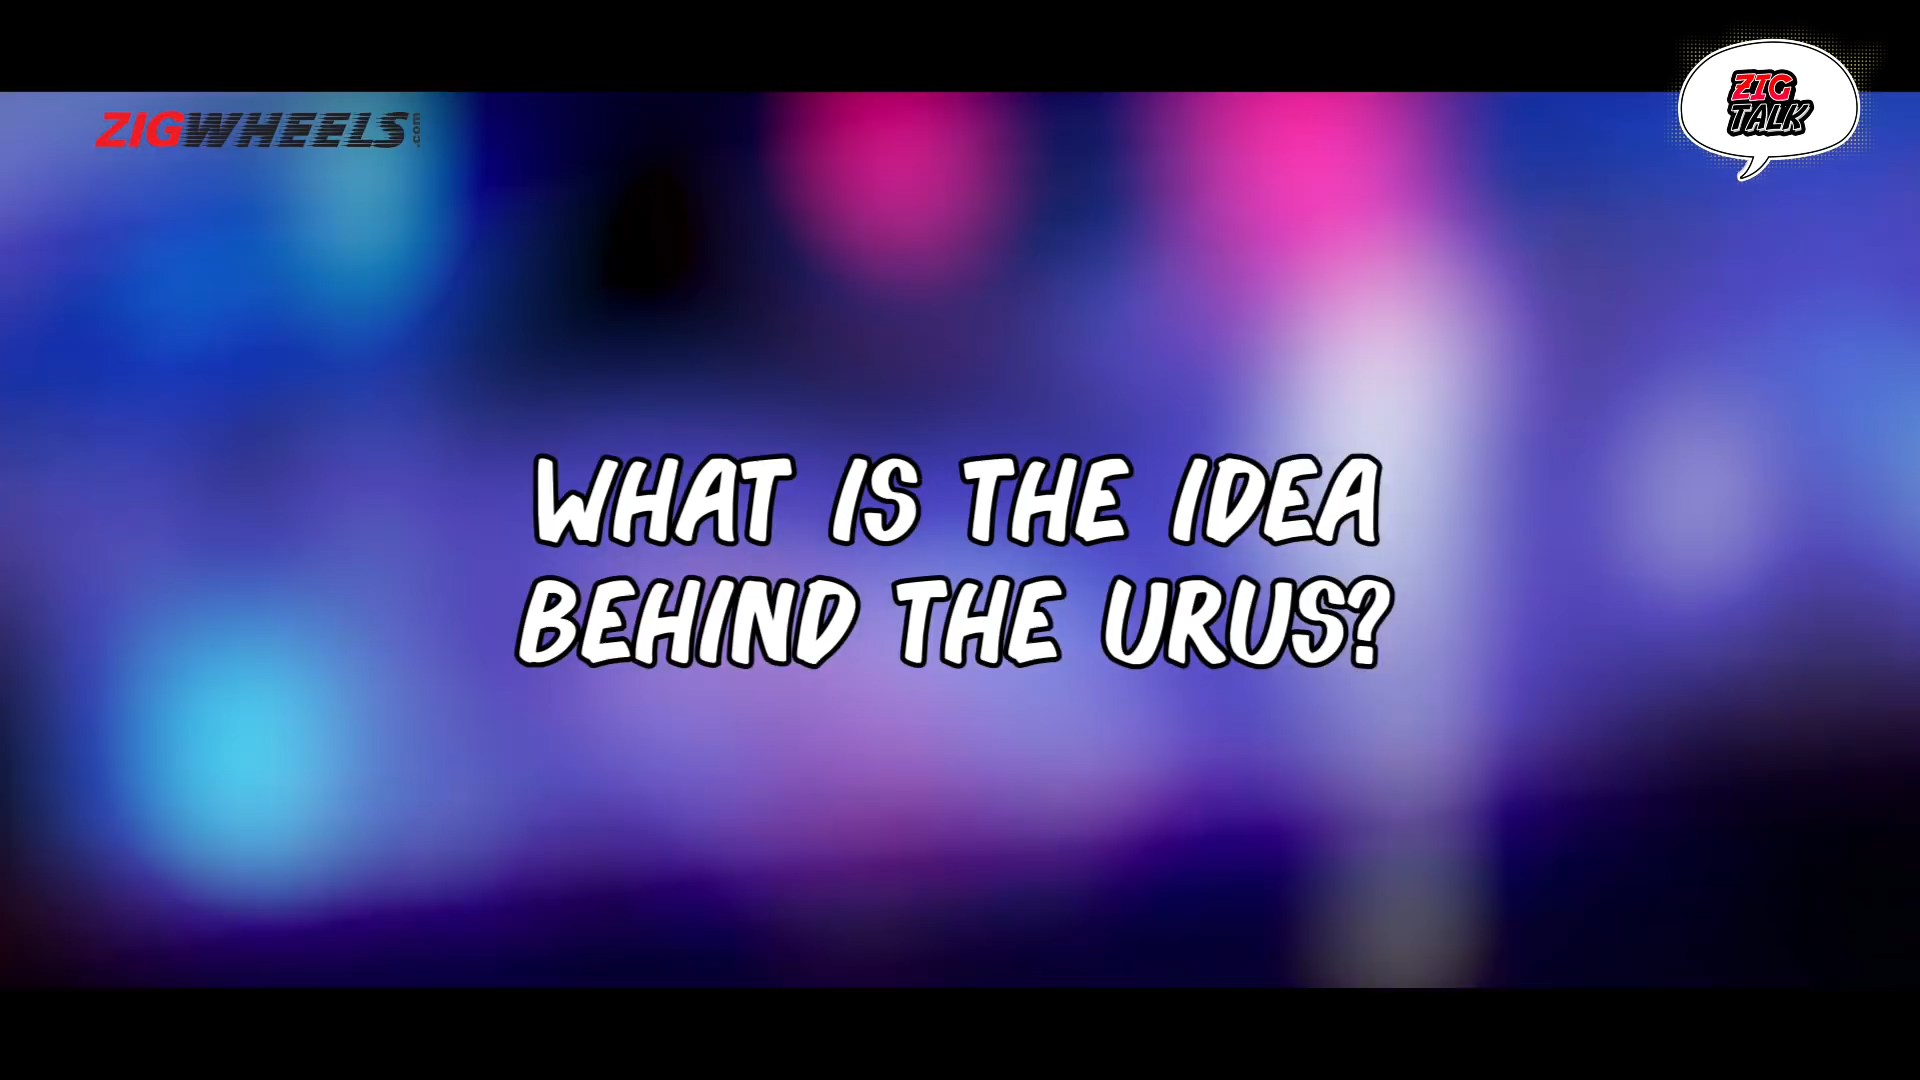 ZIGWHEELS.com
ZIG
TALK
WHAT IS THE IDEA
BEHIND THE URUS?